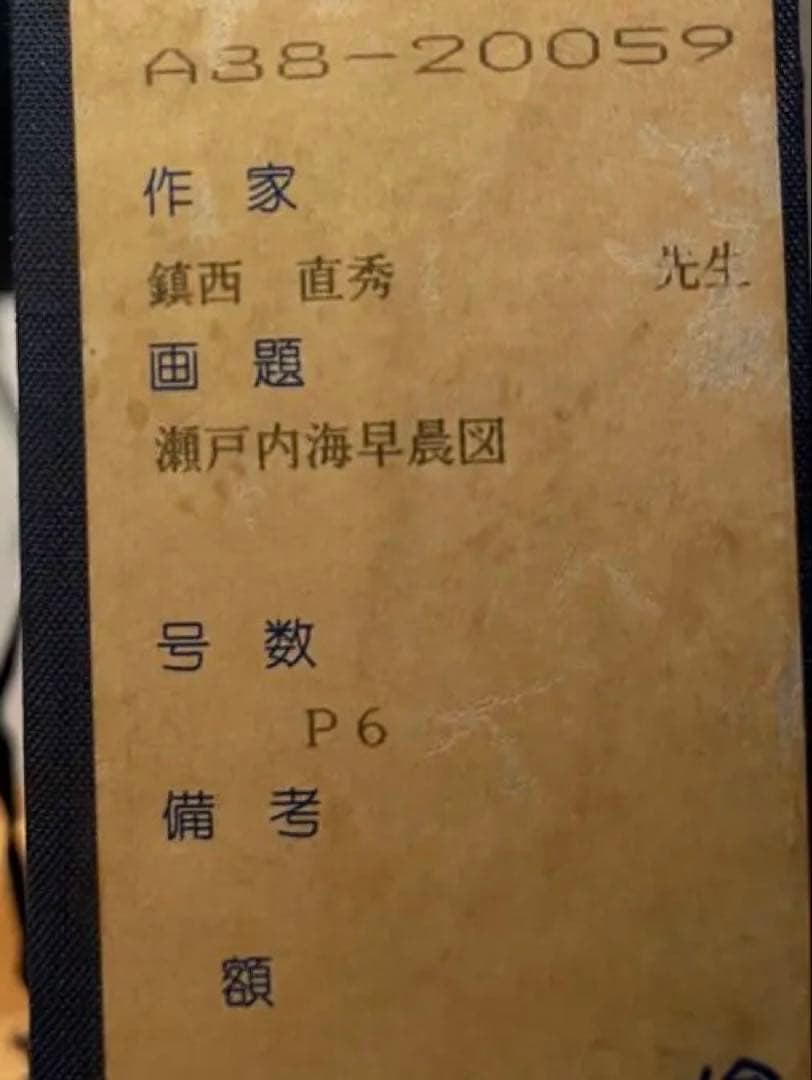 A38-20059
作家
鎮西 直秀 先生
画題
瀬戸内海早晨図
号数
P6
備考
額